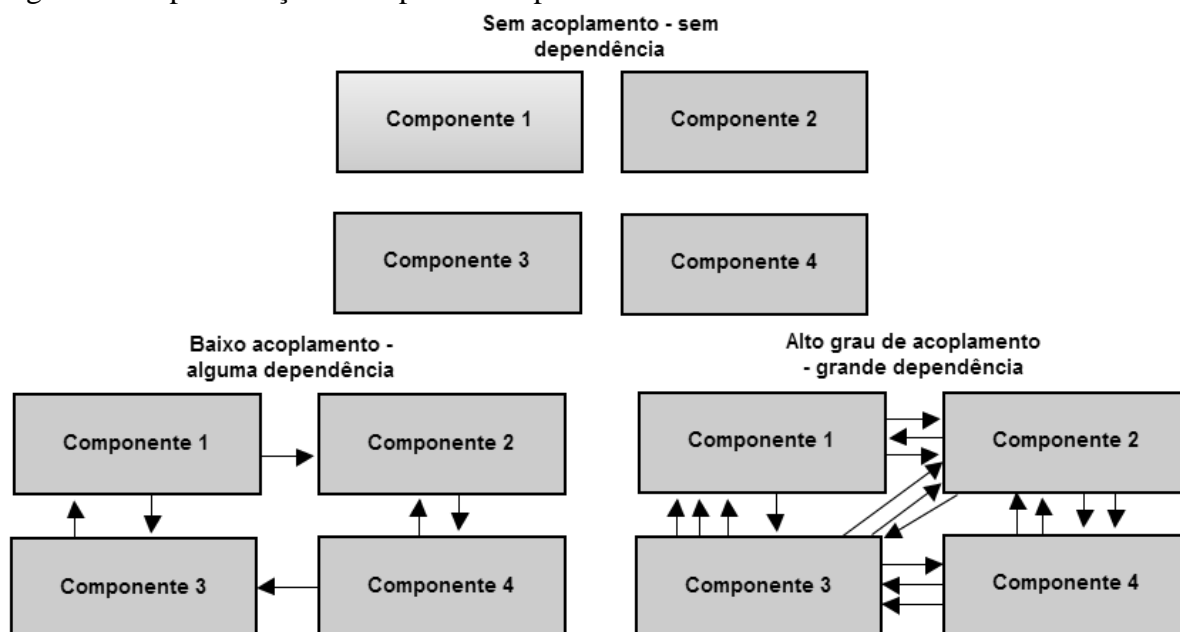 Sem acoplamento - sem
dependência
Componente 1
Componente 2
Componente 3
Componente 4
Baixo acoplamento -
alguma dependência
Componente 1
Componente 2
Componente 3
Componente 4
Alto grau de acoplamento
- grande dependência
Componente 1
Componente 2
Componente 3
Componente 4